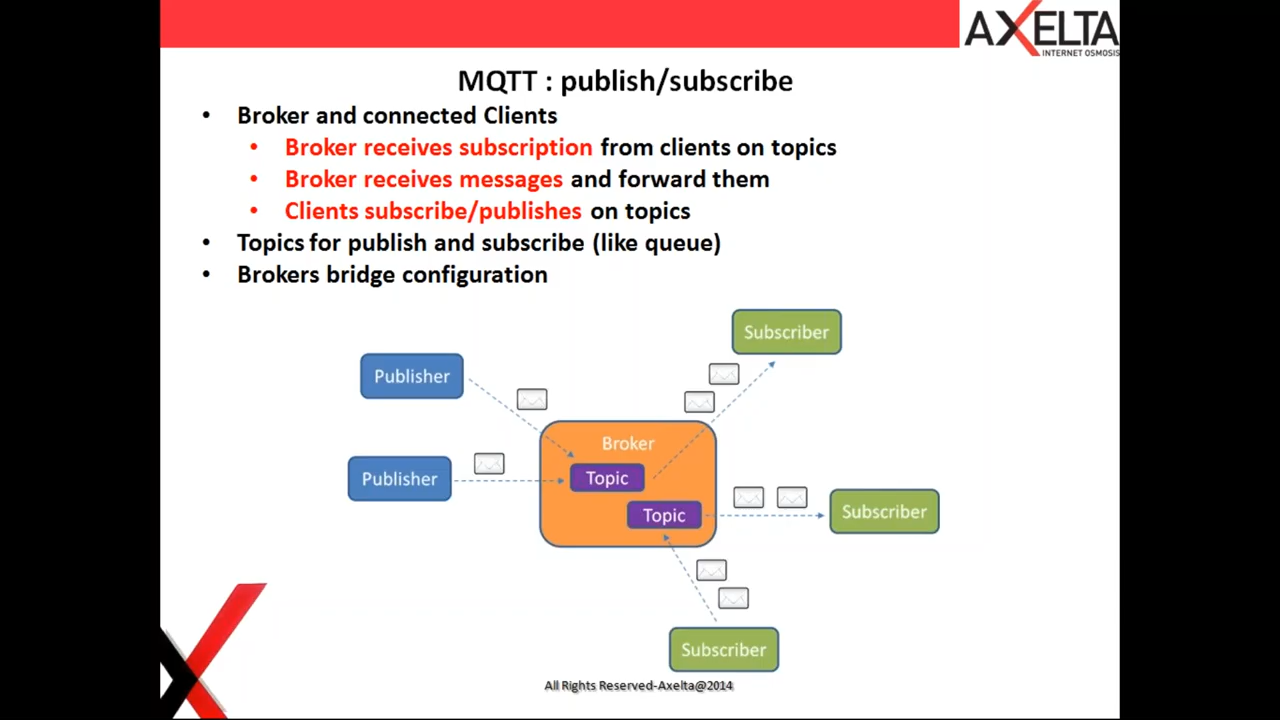 AXELTA
INTERNET OSMOSIS
MQTT : publish/subscribe
• Broker and connected Clients
• Broker receives subscription from clients on topics
• Broker receives messages and forward them
• Clients subscribe/publishes on topics
• Topics for publish and subscribe (like queue)
• Brokers bridge configuration
Subscriber
Publisher
Broker
Publisher
Topic
Topic
Subscriber
Subscriber
All Rights Reserved-Axelta@2014